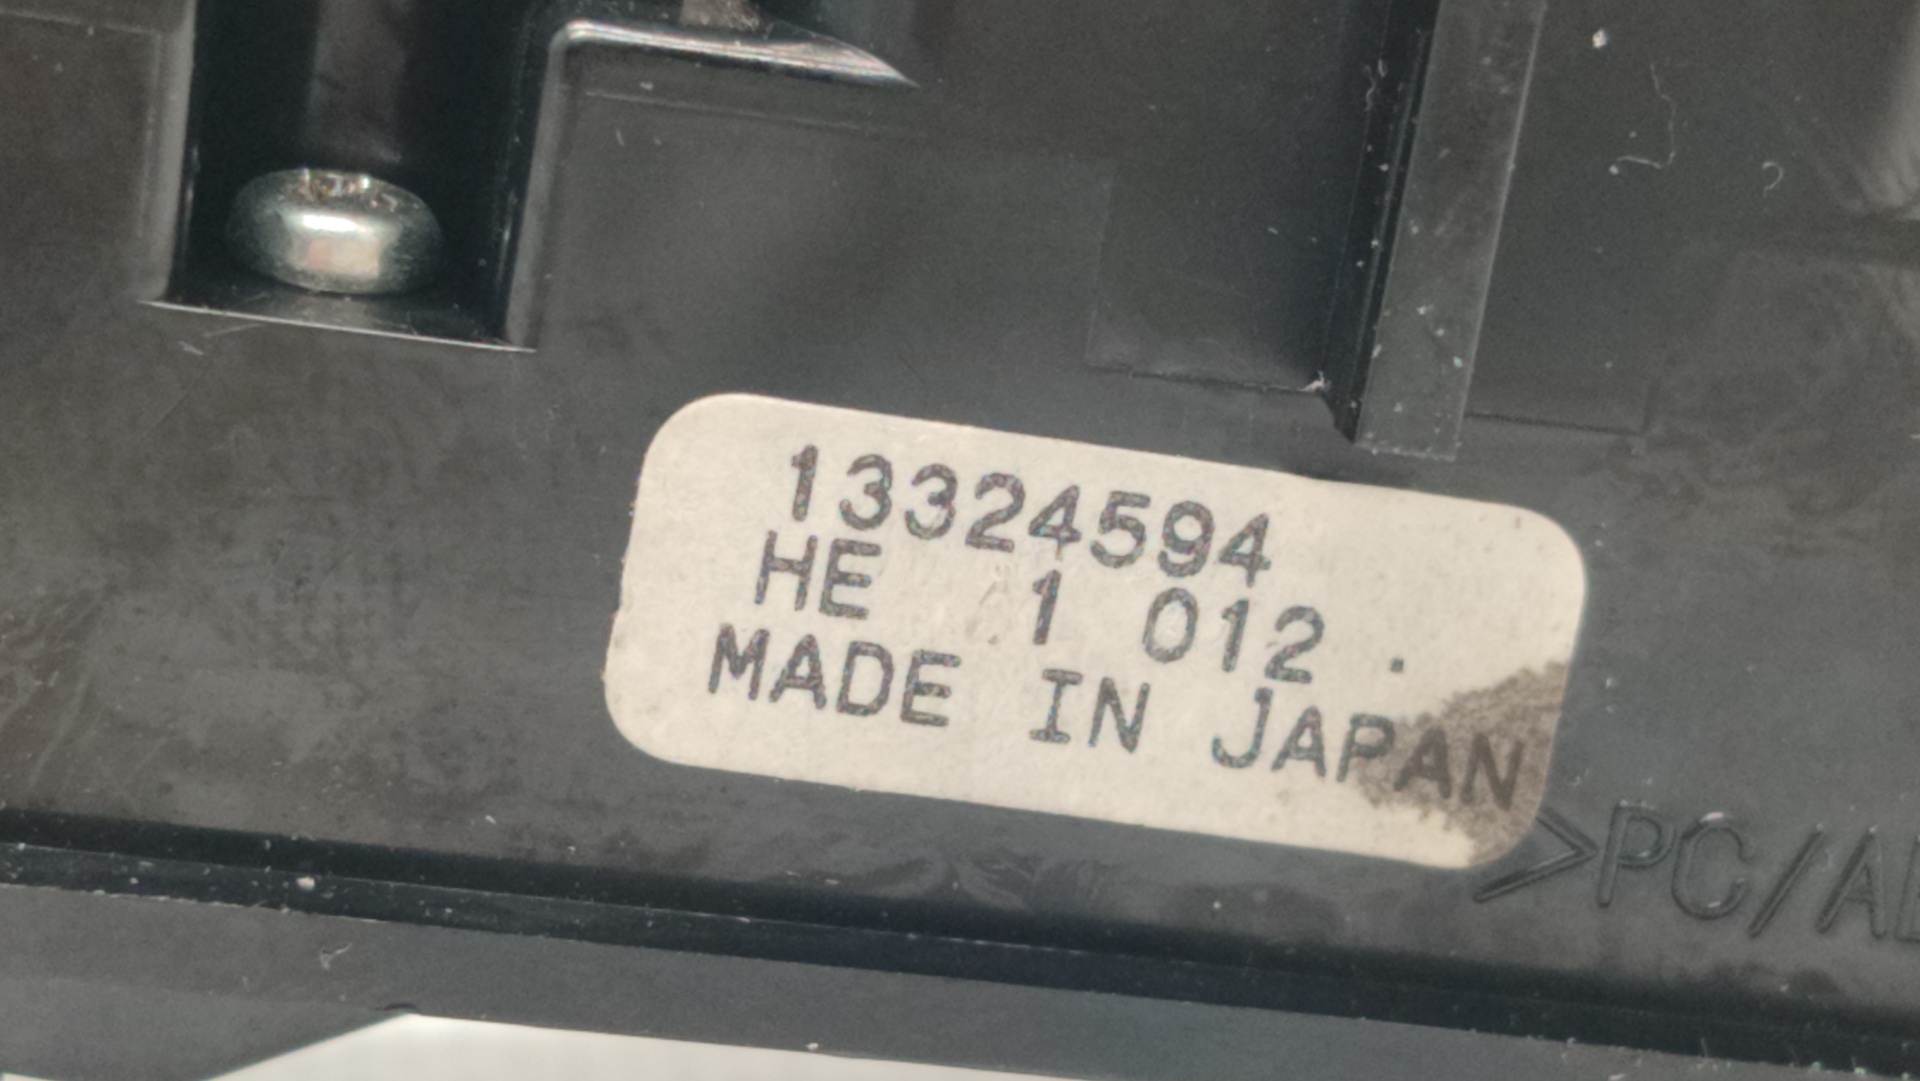 13324594
HE 1 012.
MADE IN JAPAN
>PC/A